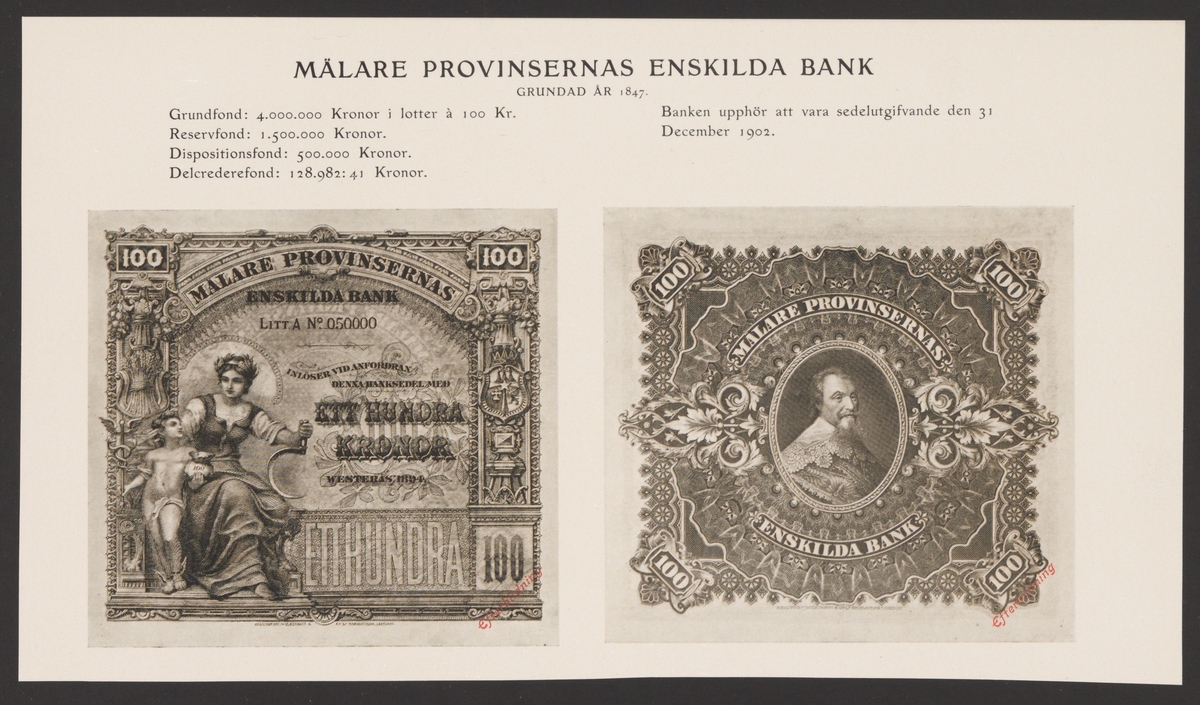 MÄLARE PROVINSERNAS ENSKILDA BANK
GRUNDAD ÅR 1847.
Grundfond: 4.000.000 Kronor i lotter à 100 Kr.
Reservfond: 1.500.000 Kronor.
Dispositionsfond: 500.000 Kronor.
Delcrederefond: 128.982:41 Kronor.
Banken upphör att vara sedelutgifvande den 31
December 1902.
100
100
MÄLARE PROVINSERNAS
ENSKILDA BANK
LITT. A Nº 050000
INLÖSER VID ANFORDRAN
DENNA BANKSEDEL MED
ETT HUNDRA
KRONOR
WESTERÅS 1894.
100
ETTHUNDRA
100
Efterbildning
100
100
MÄLARE PROVINSERNAS
ENSKILDA BANK
100
100
Efterbildning